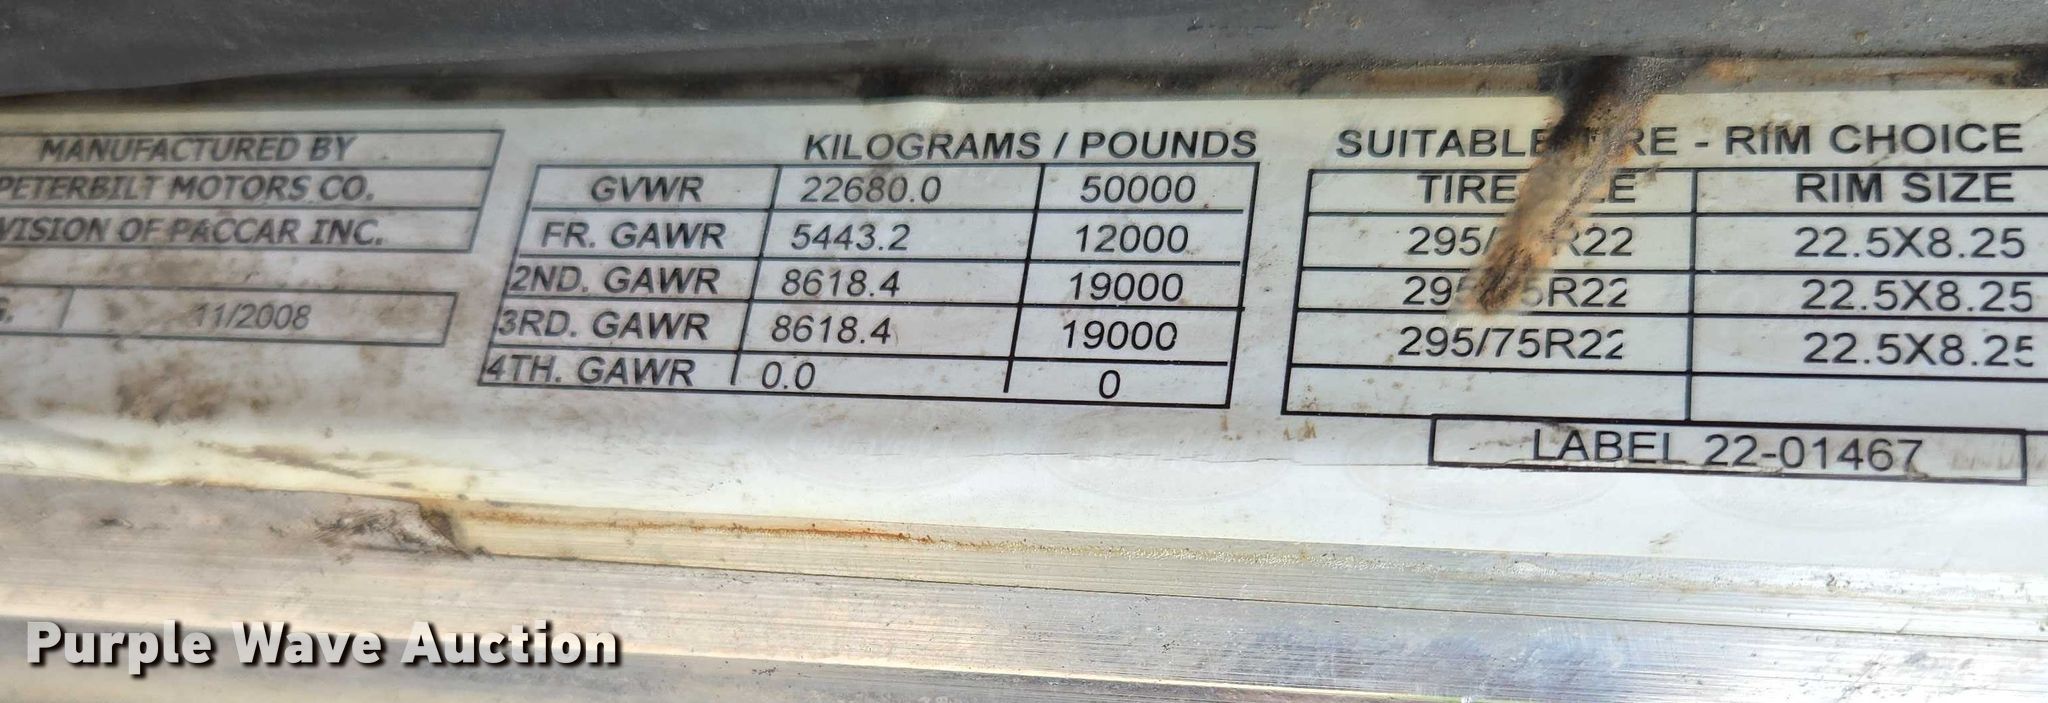 MANUFACTURED BY
PETERBILT MOTORS CO.
VISION OF PACCAR INC.
11/2008
KILOGRAMS / POUNDS
GVWR 22680.0 50000
FR. GAWR 5443.2 12000
2ND. GAWR 8618.4 19000
3RD. GAWR 8618.4 19000
4TH. GAWR 0.0 0
SUITABLE - RIM CHOICE
TIRE RIM SIZE
22.5X8.25
22.5X8.25
295/75R22 22.5X8.25
LABEL 22-01467
Purple Wave Auction